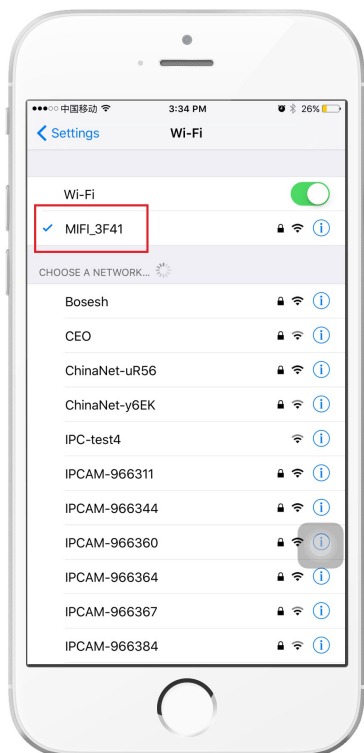 中国移动 3:34 PM 26%
Settings Wi-Fi
Wi-Fi
MIFI_3F41
CHOOSE A NETWORK...
Bosesh
CEO
ChinaNet-uR56
ChinaNet-y6EK
IPC-test4
IPCAM-966311
IPCAM-966344
IPCAM-966360
IPCAM-966364
IPCAM-966367
IPCAM-966384